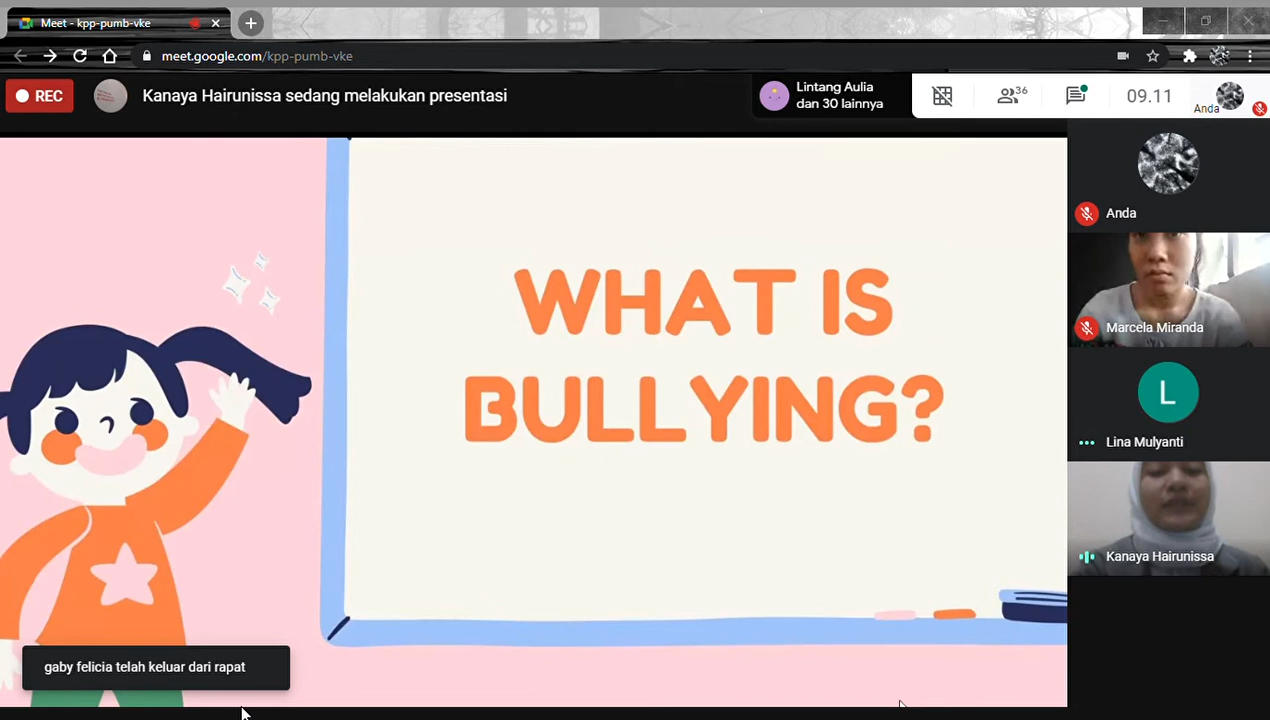 Meet - kpp-pumb-vke
meet.google.com/kpp-pumb-vke
REC
Kanaya Hairunissa sedang melakukan presentasi
Lintang Aulia
dan 30 lainnya
36
09.11
Anda
Anda
Marcela Miranda
L
Lina Mulyanti
Kanaya Hairunissa
WHAT IS
BULLYING?
gaby felicia telah keluar dari rapat